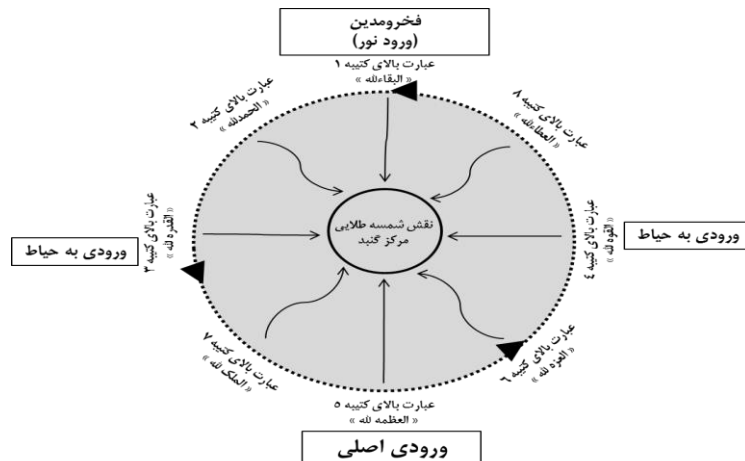 فخرومدین
(ورود نور)
عبارت بالای کتیبه ۱
« البقاءلله »
عبارت بالای کتیبه ۲
« الحمدلله »
عبارت بالای کتیبه ۸
« العطاءلله »
عبارت بالای کتیبه ۳
« القدره لله »
ورودی به حیاط
نقش شمسه طلایی
مرکز گنبد
عبارت بالای کتیبه ٤
« القوه لله »
ورودی به حیاط
عبارت بالای کتیبه ۷
« الملک لله »
عبارت بالای کتیبه ۶
« العزه لله »
عبارت بالای کتیبه ۵
« العظمه لله »
ورودی اصلی